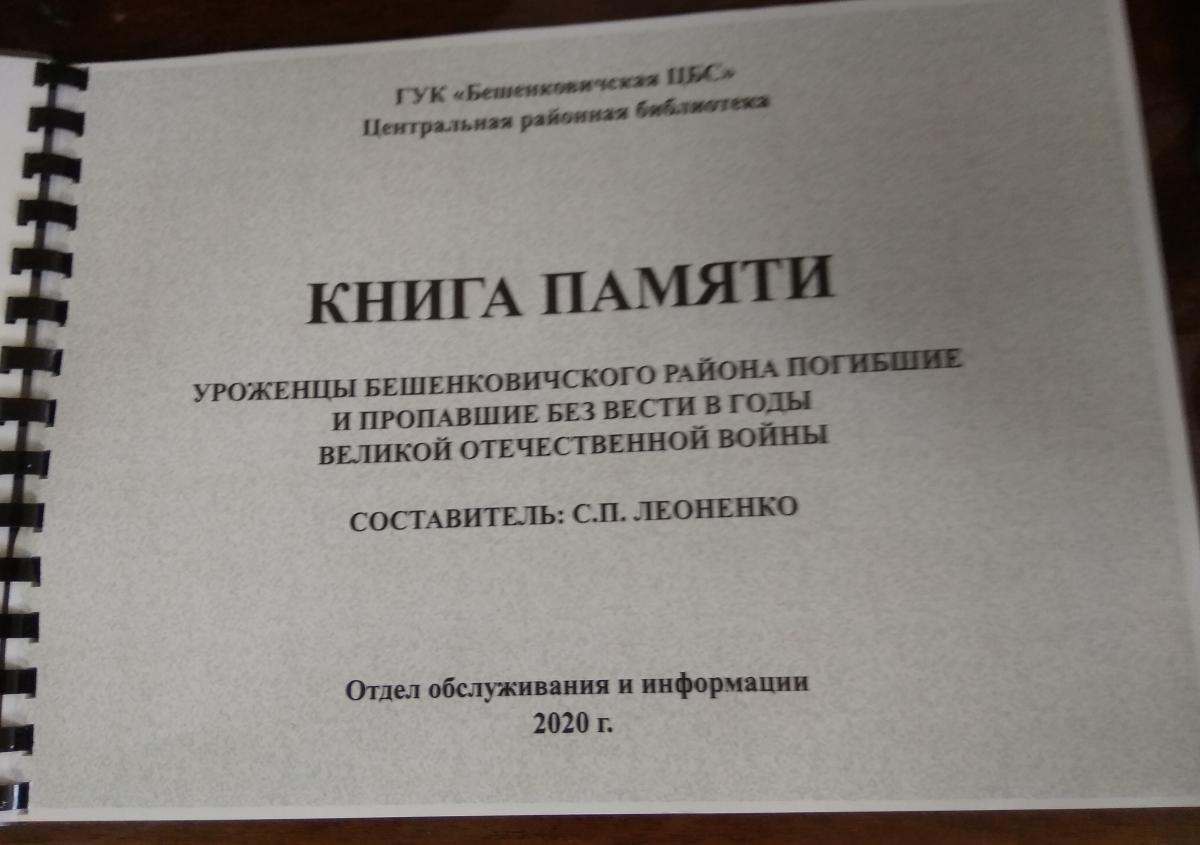 ГУК «Бешенковичская ЦБС»
Центральная районная библиотека
КНИГА ПАМЯТИ
УРОЖЕНЦЫ БЕШЕНКОВИЧСКОГО РАЙОНА ПОГИБШИЕ
И ПРОПАВШИЕ БЕЗ ВЕСТИ В ГОДЫ
ВЕЛИКОЙ ОТЕЧЕСТВЕННОЙ ВОЙНЫ
СОСТАВИТЕЛЬ: С.П. ЛЕОНЕНКО
Отдел обслуживания и информации
2020 г.